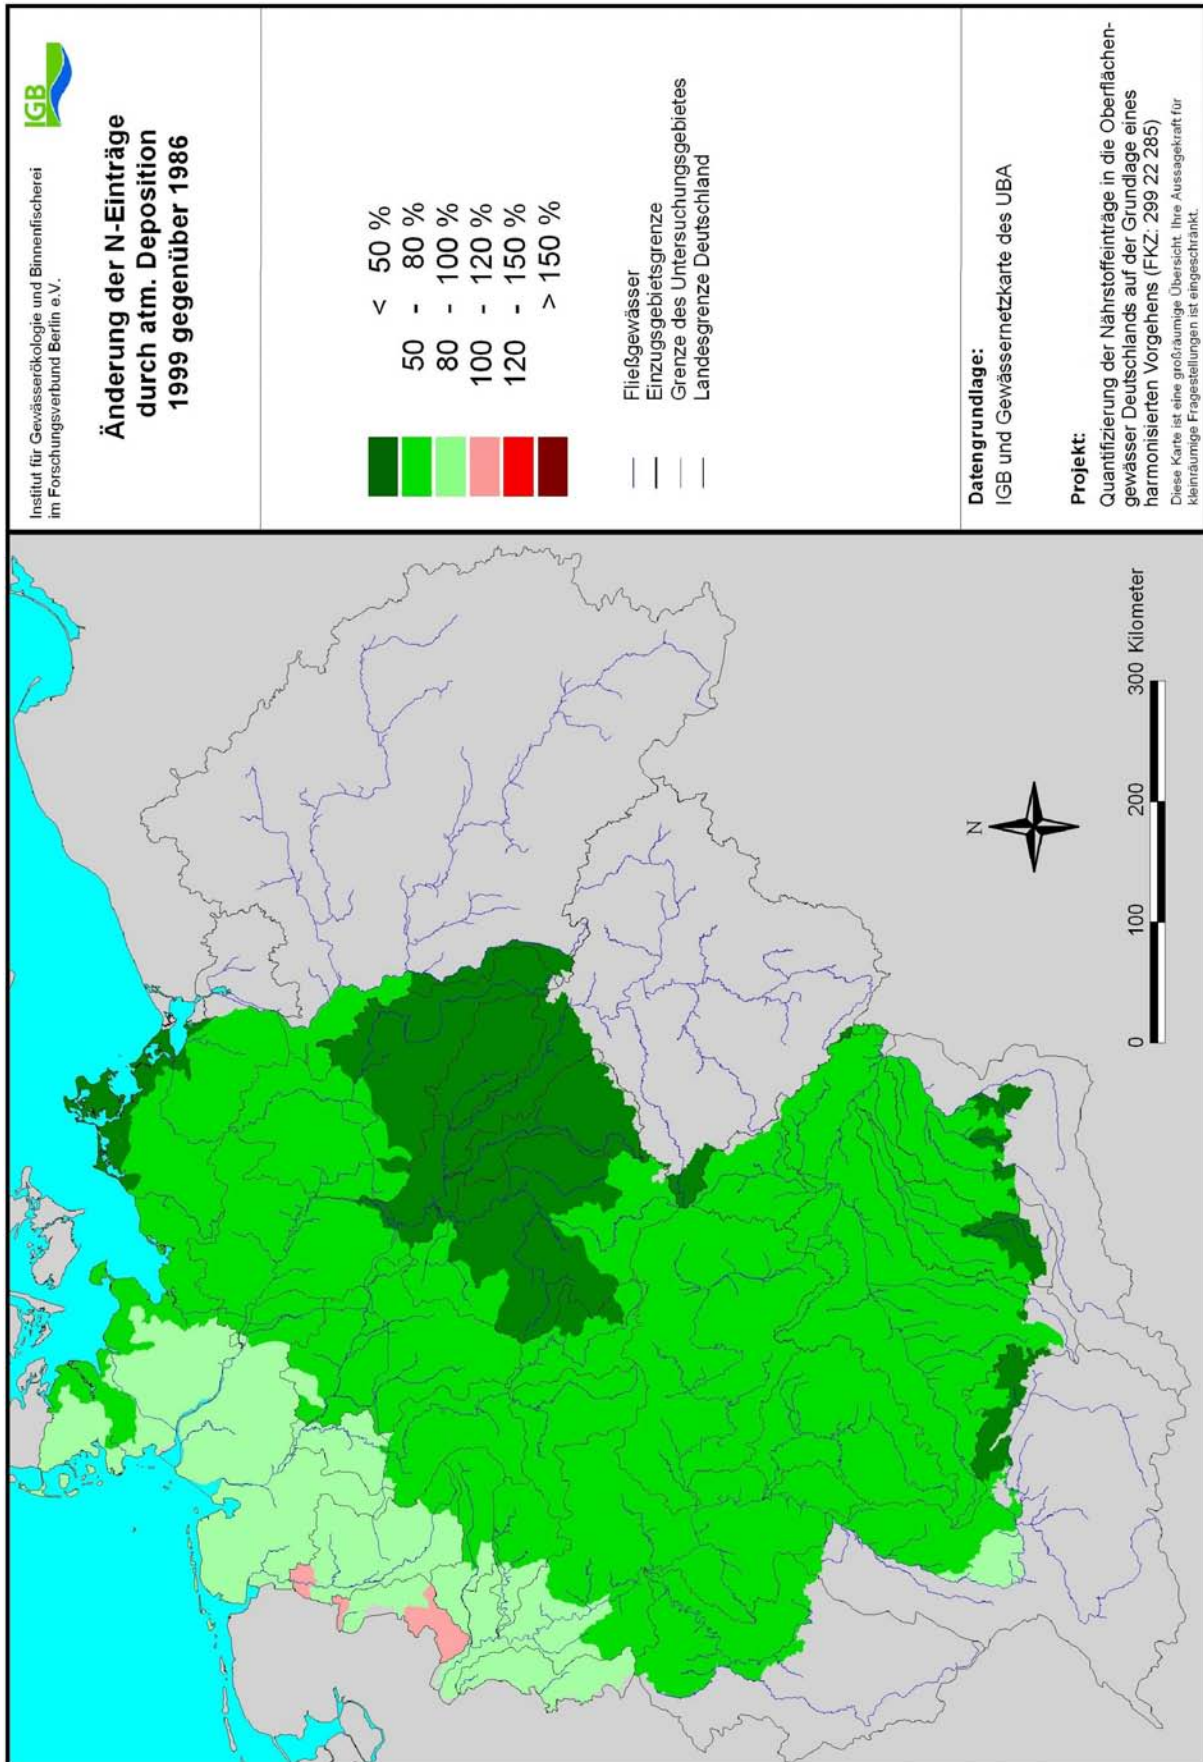 Institut für Gewässerökologie und Binnenfischerei
im Forschungsverbund Berlin e.V.
IGB
Änderung der N-Einträge
durch atm. Deposition
1999 gegenüber 1986
< 50 %
50 - 80 %
80 - 100 %
100 - 120 %
120 - 150 %
> 150 %
Fließgewässer
Einzugsgebietsgrenze
Grenze des Untersuchungsgebietes
Landesgrenze Deutschland
Datengrundlage:
IGB und Gewässernetzkarte des UBA
Projekt:
Quantifizierung der Nährstoffeinträge in die Oberflächen-
gewässer Deutschlands auf der Grundlage eines
harmonisierten Vorgehens (FKZ: 299 22 285)
Diese Karte ist eine großräumige Übersicht. Ihre Aussagekraft für
kleinräumige Fragestellungen ist eingeschränkt.
N
0 100 200 300 Kilometer